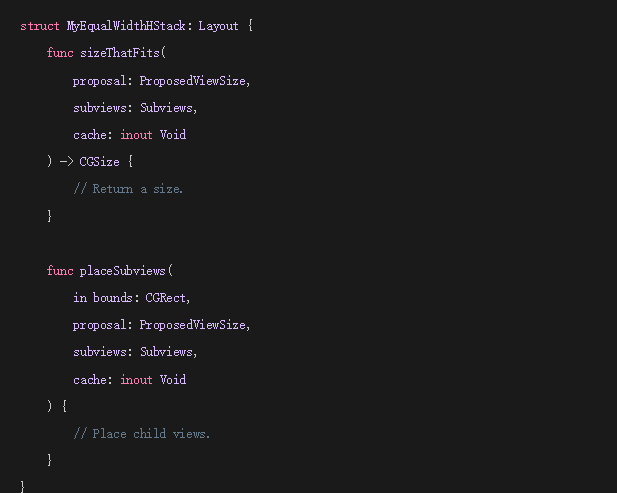 struct MyEqualWidthHStack: Layout {
    func sizeThatFits(
        proposal: ProposedViewSize,
        subviews: Subviews,
        cache: inout Void
    ) -> CGSize {
        // Return a size.
    }

    func placeSubviews(
        in bounds: CGRect,
        proposal: ProposedViewSize,
        subviews: Subviews,
        cache: inout Void
    ) {
        // Place child views.
    }
}